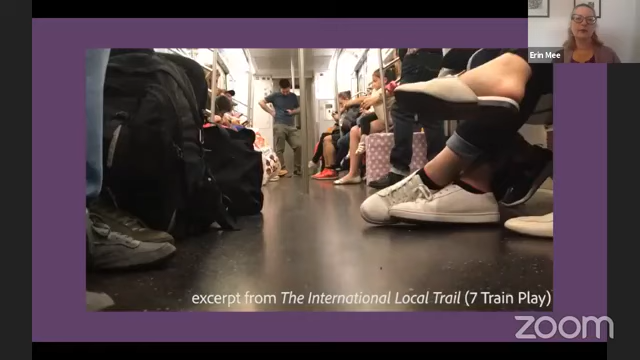 Erin Mee
excerpt from The International Local Trail (7 Train Play)
zoom